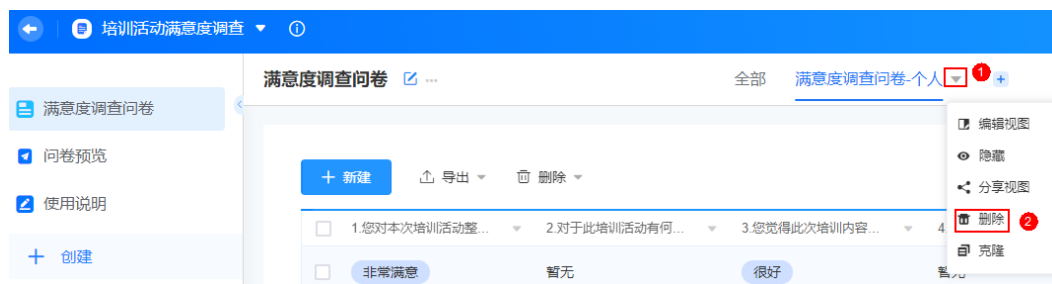 培训活动满意度调查
满意度调查问卷 ...
全部 满意度调查问卷-个人 1 +
满意度调查问卷
编辑视图
问卷预览
隐藏
+ 新建 导出 删除
分享视图
使用说明
删除 2
1.您对本次培训活动整... 2.对于此培训活动有何... 3.您觉得此次培训内容... 4.
+ 创建
克隆
非常满意 暂无 很好 暂无